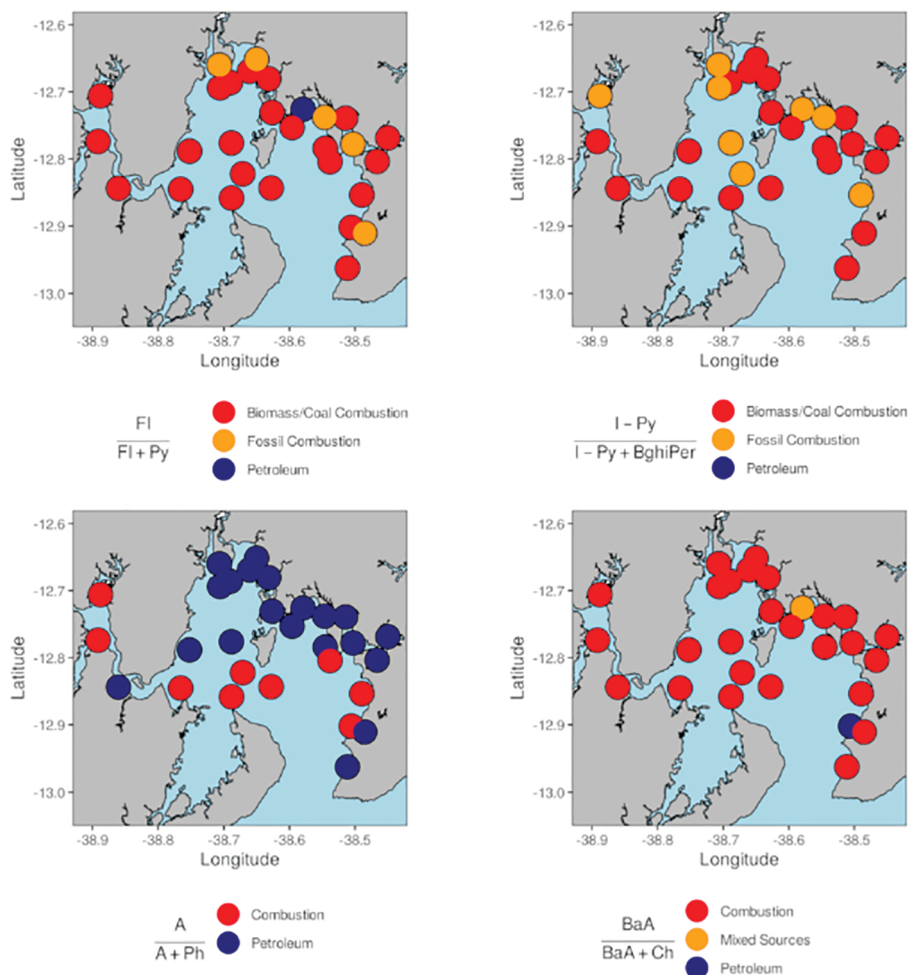 -12.6
-12.7
-12.8
-12.9
-13.0
Latitude
-38.9 -38.8 -38.7 -38.6 -38.5
Longitude
Fl
Fl + Py
Biomass/Coal Combustion
Fossil Combustion
Petroleum
-12.6
-12.7
-12.8
-12.9
-13.0
Latitude
-38.9 -38.8 -38.7 -38.6 -38.5
Longitude
I - Py
I - Py + BghiPer
Biomass/Coal Combustion
Fossil Combustion
Petroleum
-12.6
-12.7
-12.8
-12.9
-13.0
Latitude
-38.9 -38.8 -38.7 -38.6 -38.5
Longitude
A
A + Ph
Combustion
Petroleum
-12.6
-12.7
-12.8
-12.9
-13.0
Latitude
-38.9 -38.8 -38.7 -38.6 -38.5
Longitude
BaA
BaA + Ch
Combustion
Mixed Sources
Petroleum